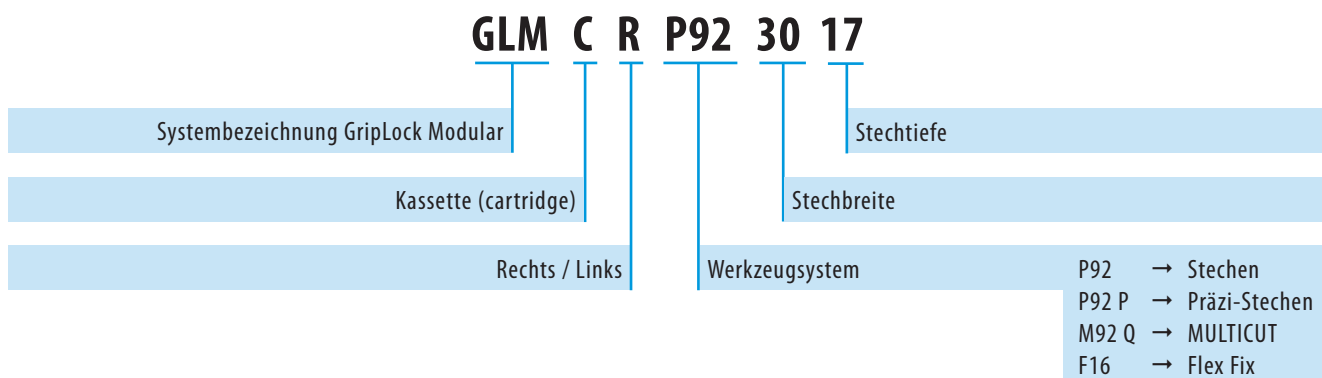 GLM C R P92 30 17
Systembezeichnung GripLock Modular
Stechtiefe
Kassette (cartridge)
Stechbreite
Rechts / Links
Werkzeugsystem
P92 → Stechen
P92 P → Präzi-Stechen
M92 Q → MULTICUT
F16 → Flex Fix